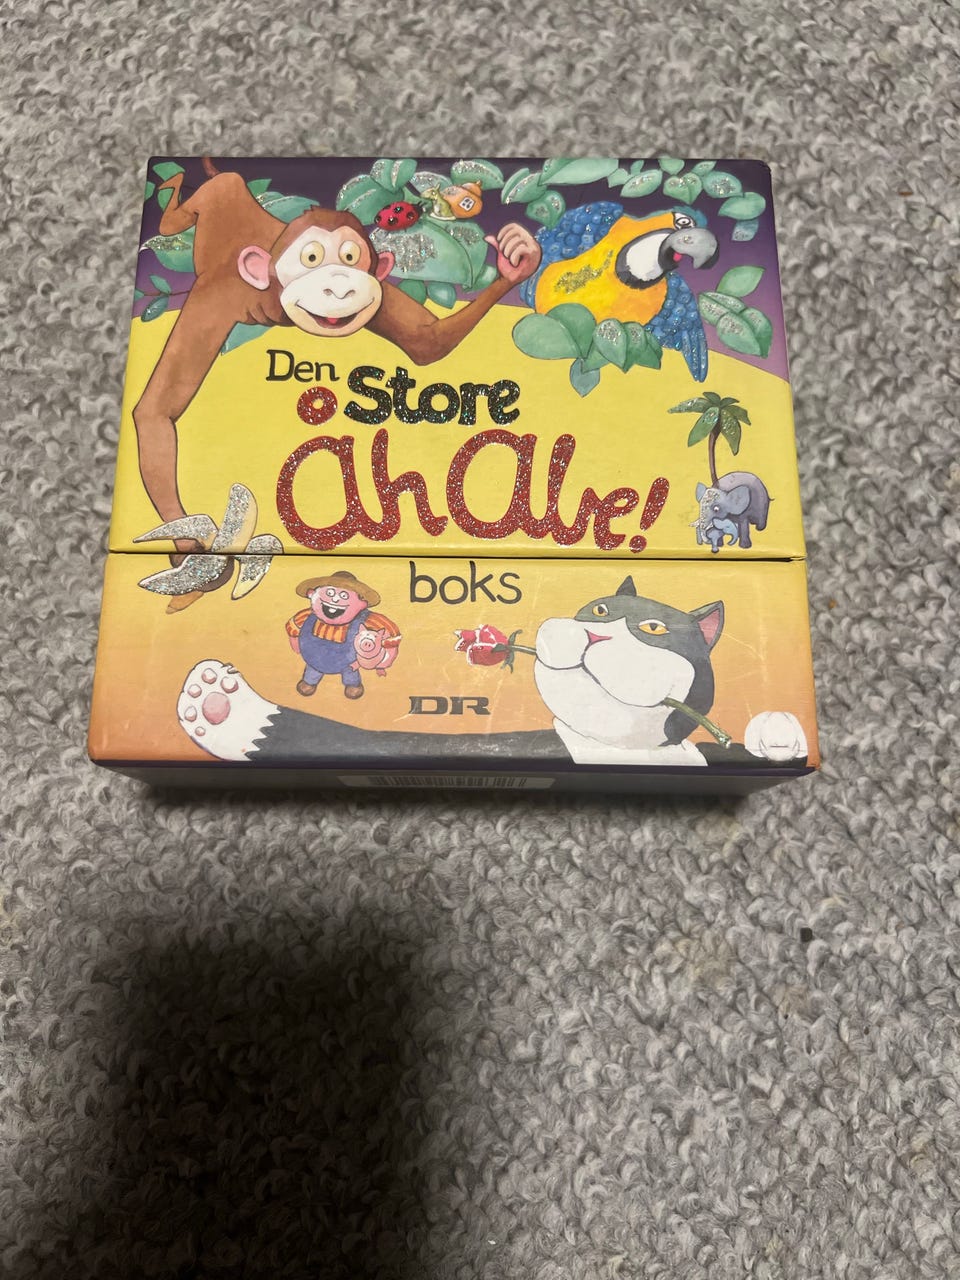 Den
Store
Ah Abe!
boks
DR